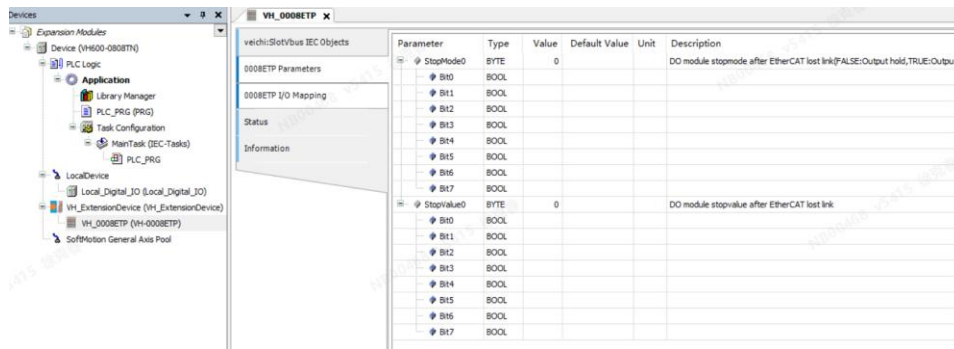 Devices
Expansion Modules
Device (VH600-0808TN)
PLC Logic
Application
Library Manager
PLC_PRG (PRG)
Task Configuration
MainTask (IEC-Tasks)
PLC_PRG
LocalDevice
Local_Digital_IO (Local_Digital_IO)
VH_ExtensionDevice (VH_ExtensionDevice)
VH_0008ETP (VH-0008ETP)
SoftMotion General Axis Pool
VH_0008ETP
veichi:SlotVbus IEC Objects
0008ETP Parameters
0008ETP I/O Mapping
Status
Information
Parameter Type Value Default Value Unit Description
StopMode0 BYTE 0 DO module stopmode after EtherCAT lost link(FALSE:Output hold,TRUE:Outpu
Bit0 BOOL
Bit1 BOOL
Bit2 BOOL
Bit3 BOOL
Bit4 BOOL
Bit5 BOOL
Bit6 BOOL
Bit7 BOOL
StopValue0 BYTE 0 DO module stopvalue after EtherCAT lost link
Bit0 BOOL
Bit1 BOOL
Bit2 BOOL
Bit3 BOOL
Bit4 BOOL
Bit5 BOOL
Bit6 BOOL
Bit7 BOOL